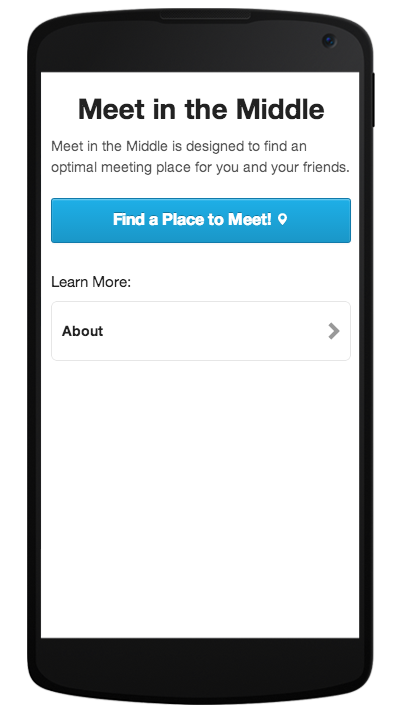 Meet in the Middle
Meet in the Middle is designed to find an
optimal meeting place for you and your friends.
Find a Place to Meet!
Learn More:
About